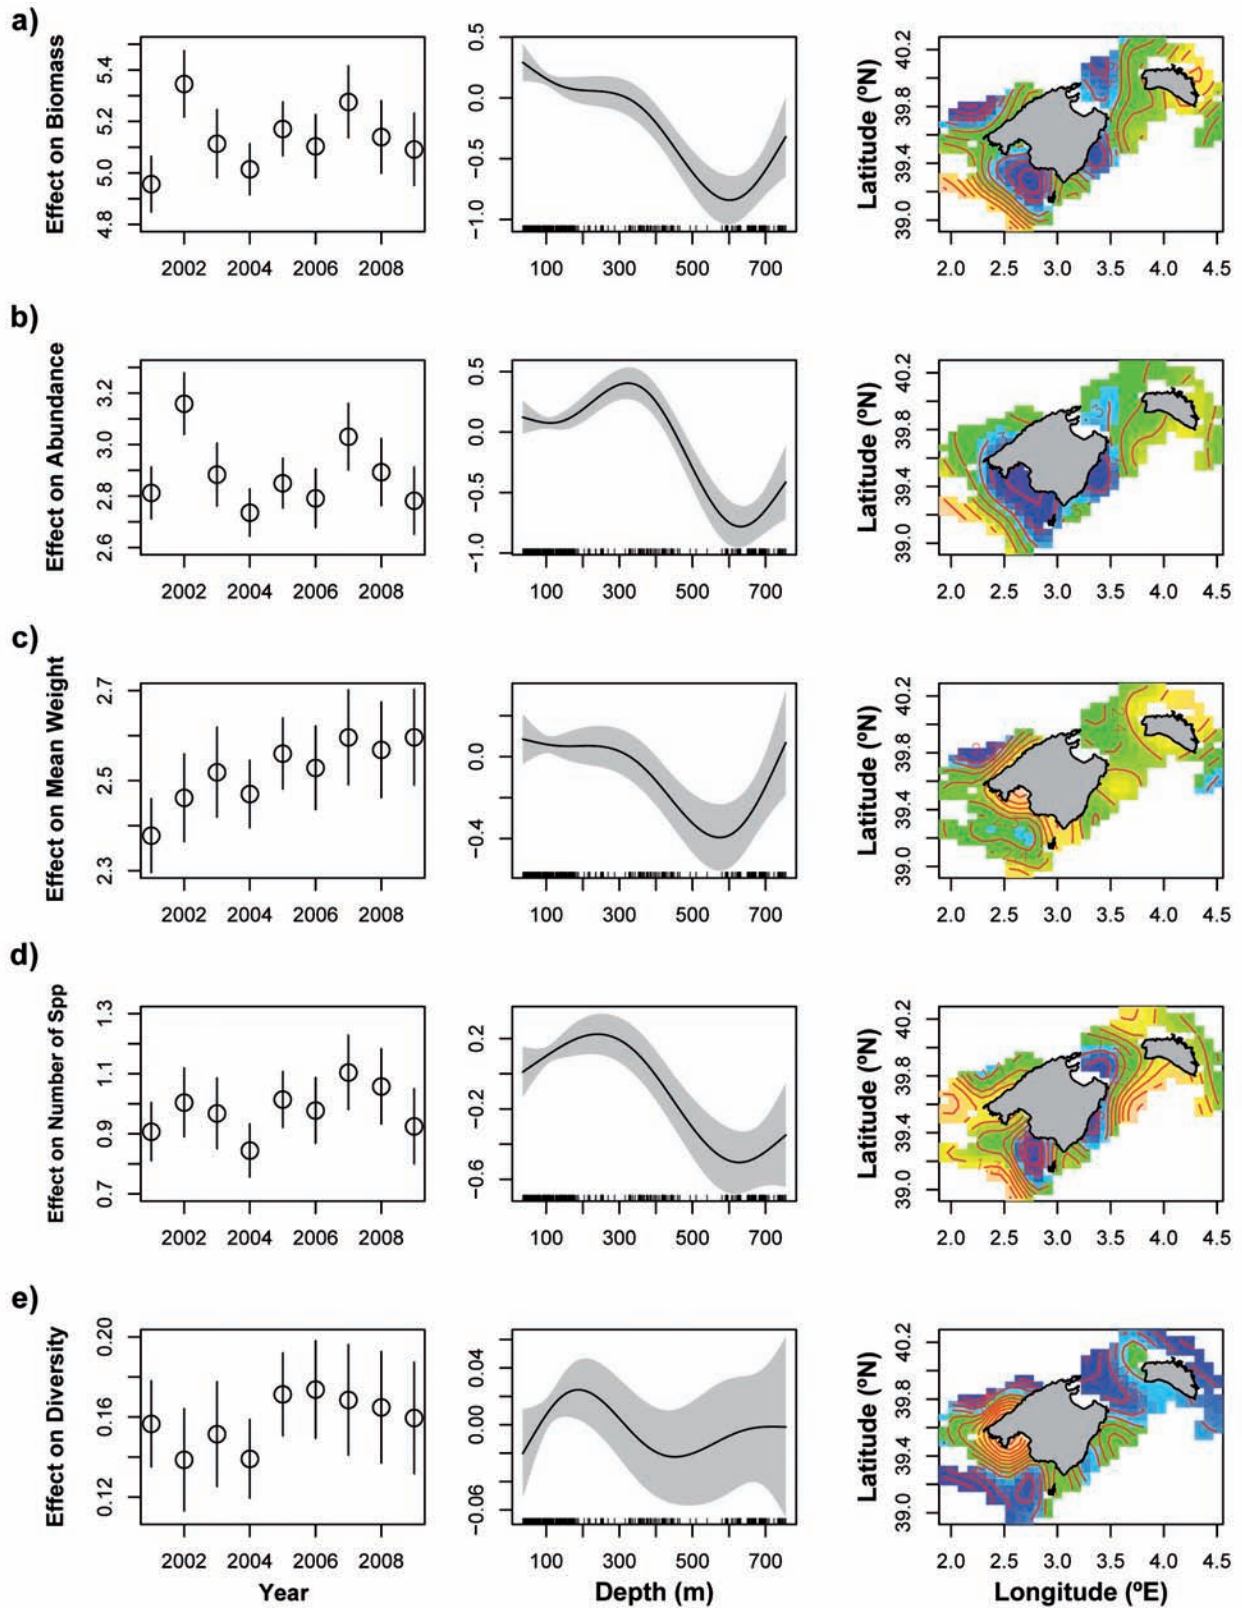 a)
Effect on Biomass
5.4
5.2
5.0
4.8
2002 2004 2006 2008
0.5
0.0
−0.5
−1.0
100 300 500 700
Latitude (ºN)
40.2
39.8
39.4
39.0
2.0 2.5 3.0 3.5 4.0 4.5
b)
Effect on Abundance
3.2
3.0
2.8
2.6
2002 2004 2006 2008
0.5
0.0
−0.5
−1.0
100 300 500 700
Latitude (ºN)
40.2
39.8
39.4
39.0
2.0 2.5 3.0 3.5 4.0 4.5
c)
Effect on Mean Weight
2.7
2.5
2.3
2002 2004 2006 2008
0.0
−0.4
100 300 500 700
Latitude (ºN)
40.2
39.8
39.4
39.0
2.0 2.5 3.0 3.5 4.0 4.5
d)
Effect on Number of Spp
1.3
1.1
0.9
0.7
2002 2004 2006 2008
0.2
−0.2
−0.6
100 300 500 700
Latitude (ºN)
40.2
39.8
39.4
39.0
2.0 2.5 3.0 3.5 4.0 4.5
e)
Effect on Diversity
0.20
0.16
0.12
2002 2004 2006 2008
Year
0.04
0.00
−0.06
100 300 500 700
Depth (m)
Latitude (ºN)
40.2
39.8
39.4
39.0
2.0 2.5 3.0 3.5 4.0 4.5
Longitude (ºE)